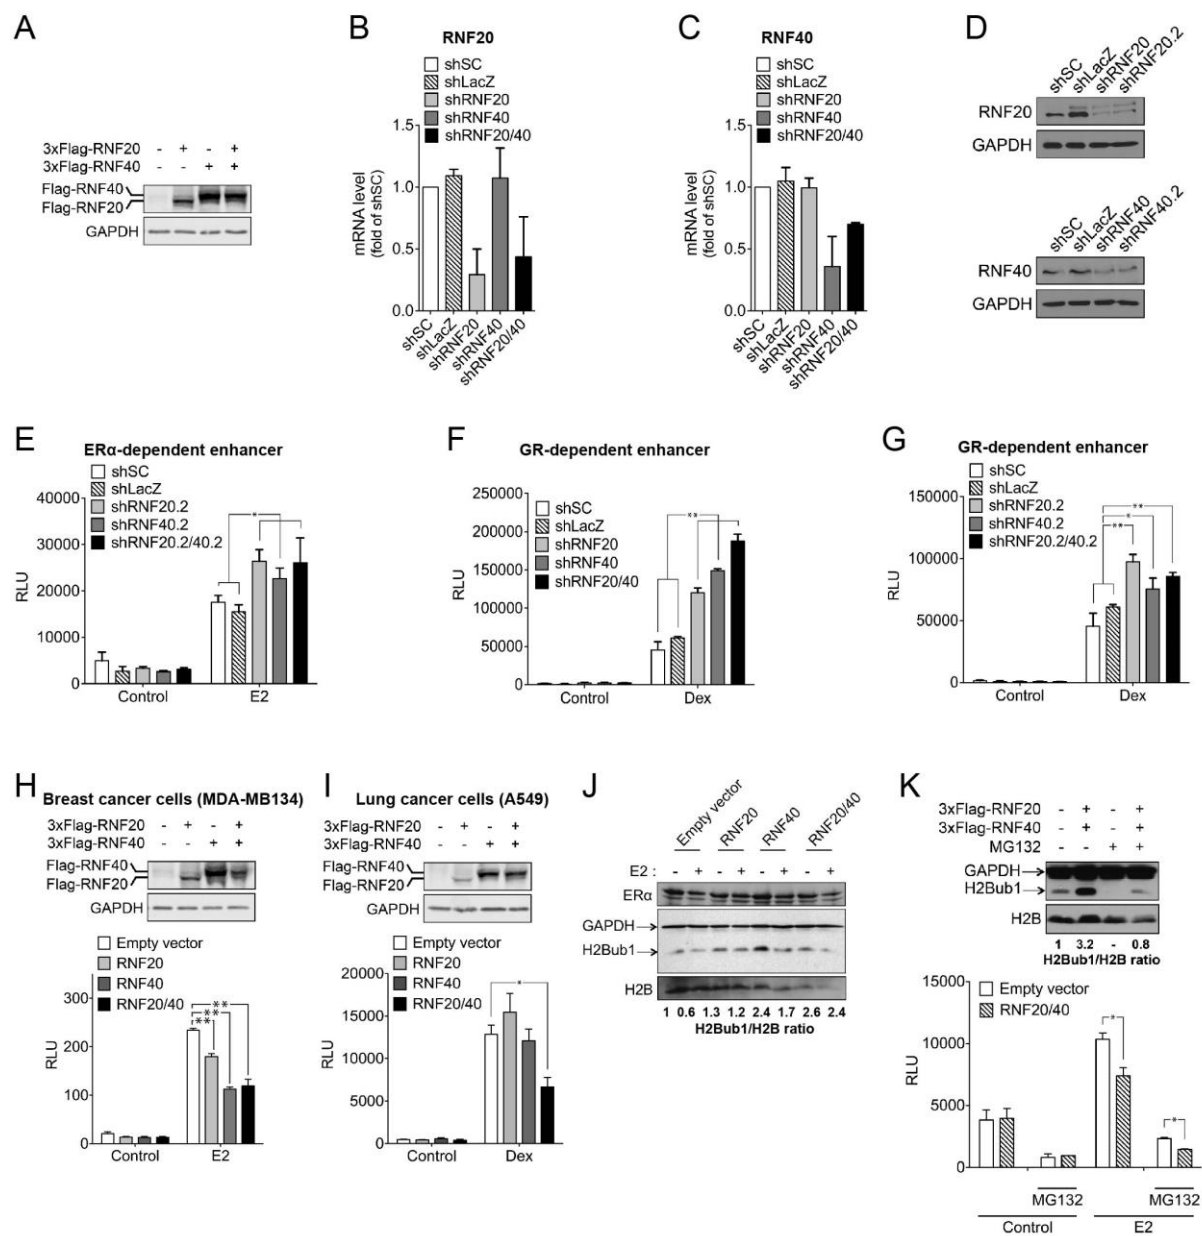 A
3xFlag-RNF20 - + - +
3xFlag-RNF40 - - + +
Flag-RNF40
Flag-RNF20
GAPDH
B
RNF20
shSC
shLacZ
shRNF20
shRNF40
shRNF20/40
mRNA level
(fold of shSC)
1.5
1.0
0.5
0.0
shSC
shLacZ
shRNF20
shRNF40
shRNF20/40
C
RNF40
shSC
shLacZ
shRNF20
shRNF40
shRNF20/40
mRNA level
(fold of shSC)
1.5
1.0
0.5
0.0
shSC
shLacZ
shRNF20
shRNF40
shRNF20/40
D
shSC
shLacZ
shRNF20
shRNF20.2
RNF20
GAPDH
shSC
shLacZ
shRNF40
shRNF40.2
RNF40
GAPDH
E
ERα-dependent enhancer
shSC
shLacZ
shRNF20.2
shRNF40.2
shRNF20.2/40.2
RLU
40000
30000
20000
10000
0
*
Control E2
F
GR-dependent enhancer
shSC
shLacZ
shRNF20
shRNF40
shRNF20/40
RLU
250000
200000
150000
100000
50000
0
**
Control Dex
G
GR-dependent enhancer
shSC
shLacZ
shRNF20.2
shRNF40.2
shRNF20.2/40.2
RLU
150000
100000
50000
0
**
*
**
Control Dex
H
Breast cancer cells (MDA-MB134)
3xFlag-RNF20 - + - +
3xFlag-RNF40 - - + +
Flag-RNF40
Flag-RNF20
GAPDH
Empty vector
RNF20
RNF40
RNF20/40
RLU
300
200
100
0
**
**
**
Control E2
I
Lung cancer cells (A549)
3xFlag-RNF20 - + - +
3xFlag-RNF40 - - + +
Flag-RNF40
Flag-RNF20
GAPDH
Empty vector
RNF20
RNF40
RNF20/40
RLU
20000
15000
10000
5000
0
*
Control Dex
J
Empty vector
RNF20
RNF40
RNF20/40
E2 : - + - + - + - +
ERα
GAPDH
H2Bub1
H2B
1 0.6 1.3 1.2 2.4 1.7 2.6 2.4
H2Bub1/H2B ratio
K
3xFlag-RNF20 - + - +
3xFlag-RNF40 - + - +
MG132 - - + +
GAPDH
H2Bub1
H2B
1 3.2 - 0.8
H2Bub1/H2B ratio
Empty vector
RNF20/40
RLU
15000
10000
5000
0
*
*
MG132 MG132
Control E2